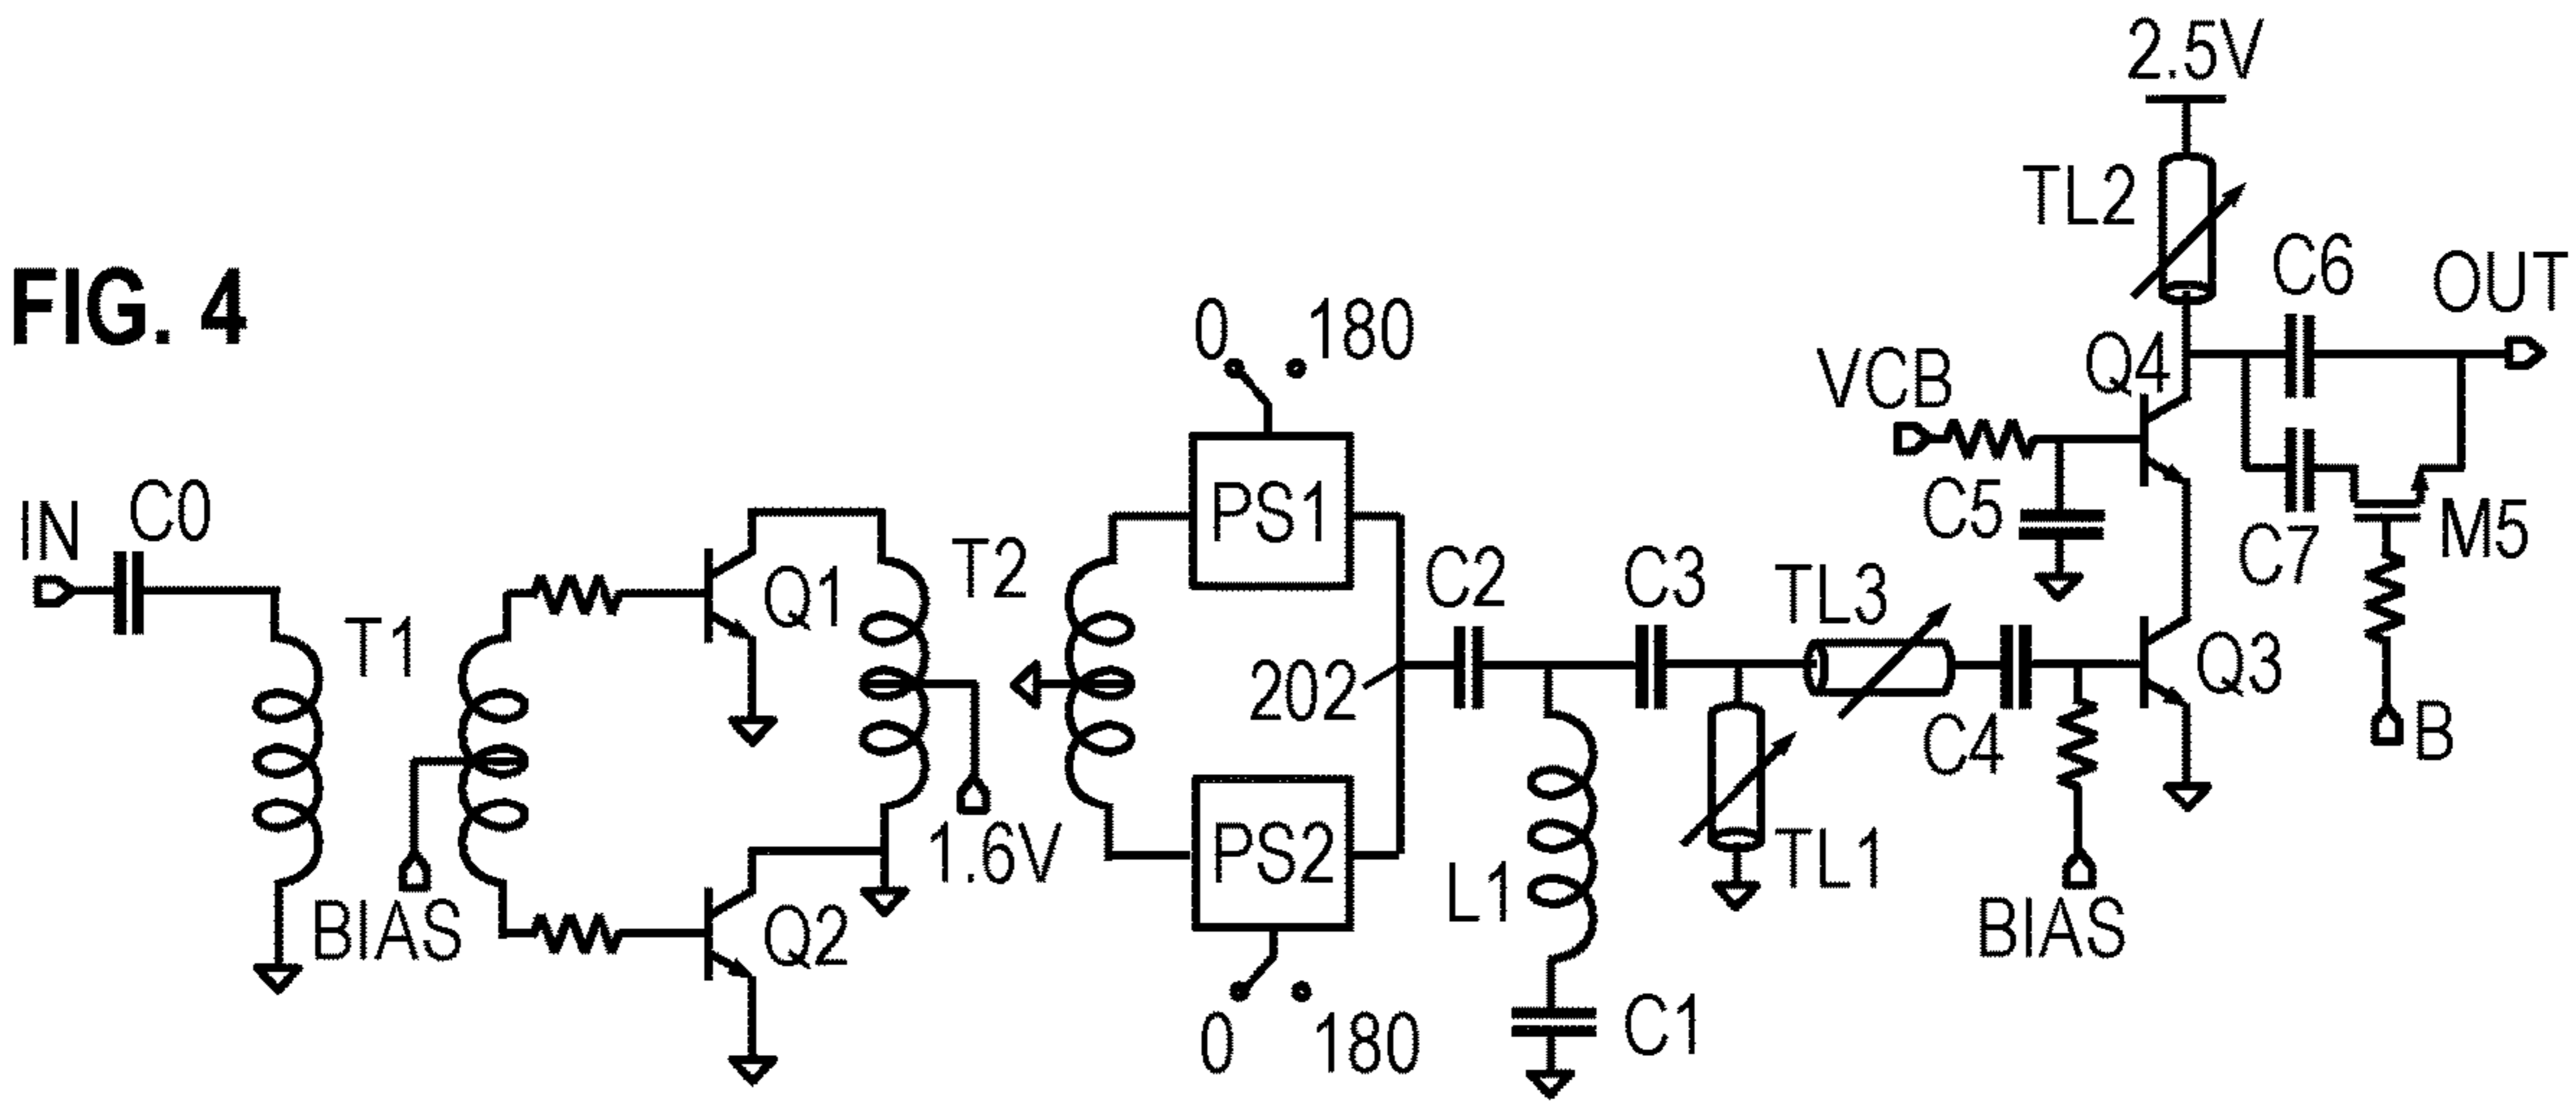 FIG. 4
IN
C0
T1
BIAS
Q1
Q2
T2
1.6V
0 180
PS1
PS2
0 180
202
C2
L1
C1
C3
TL1
TL3
C4
BIAS
VCB
C5
Q3
Q4
TL2
2.5V
C6
C7
M5
B
OUT